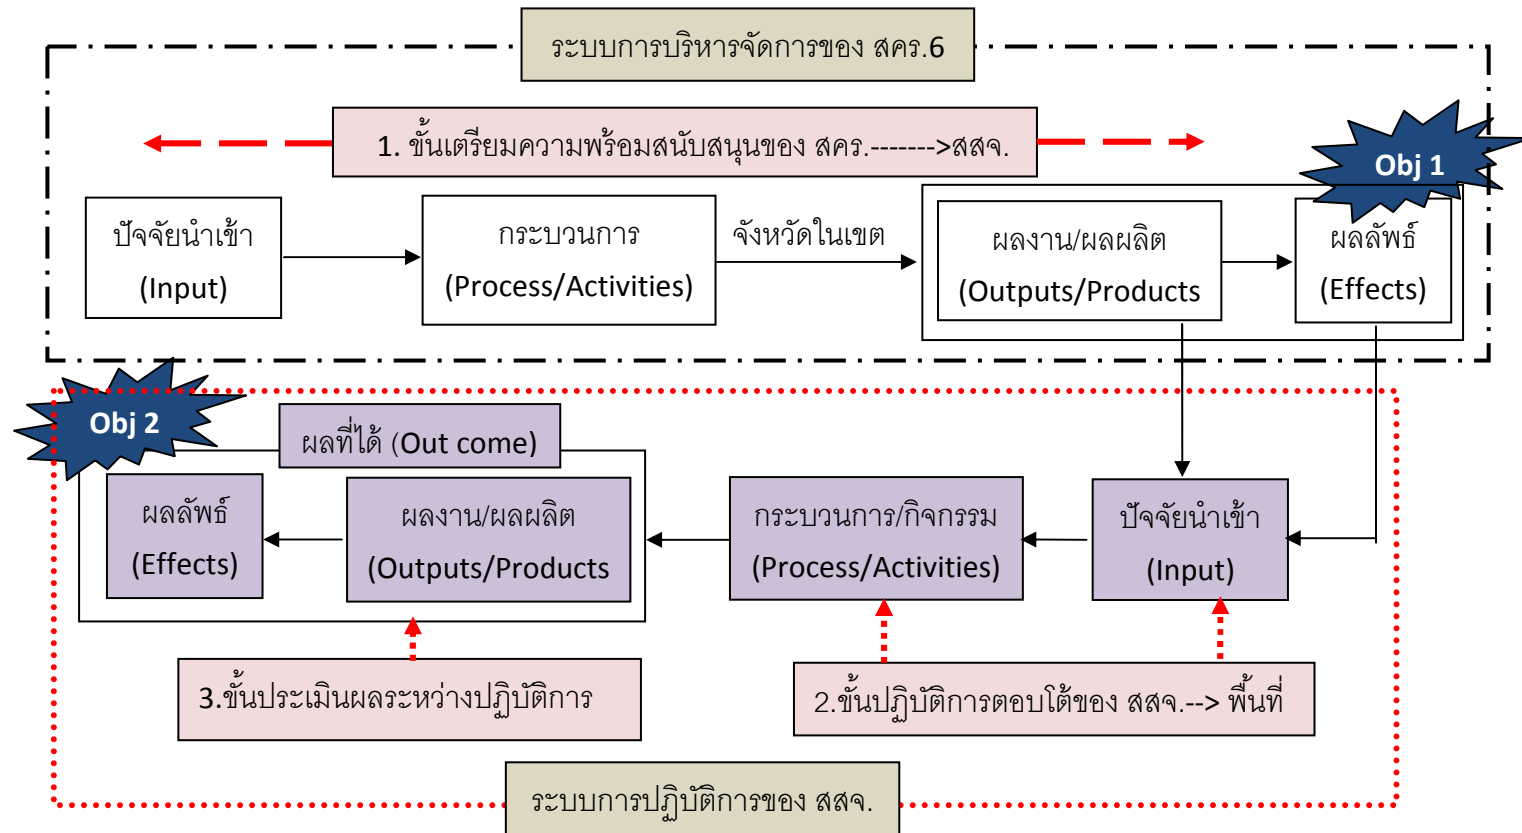 ระบบการบริหารจัดการของ สคร.6
1. ขั้นเตรียมความพร้อมสนับสนุนของ สคร.------->สสจ.
Obj 1
ปัจจัยนำเข้า
(Input)
กระบวนการ
(Process/Activities)
จังหวัดในเขต
ผลงาน/ผลผลิต
(Outputs/Products
ผลลัพธ์
(Effects)
Obj 2
ผลที่ได้ (Out come)
ผลลัพธ์
(Effects)
ผลงาน/ผลผลิต
(Outputs/Products
กระบวนการ/กิจกรรม
(Process/Activities)
ปัจจัยนำเข้า
(Input)
3.ขั้นประเมินผลระหว่างปฏิบัติการ
2.ขั้นปฏิบัติการตอบโต้ของ สสจ.--> พื้นที่
ระบบการปฏิบัติการของ สสจ.